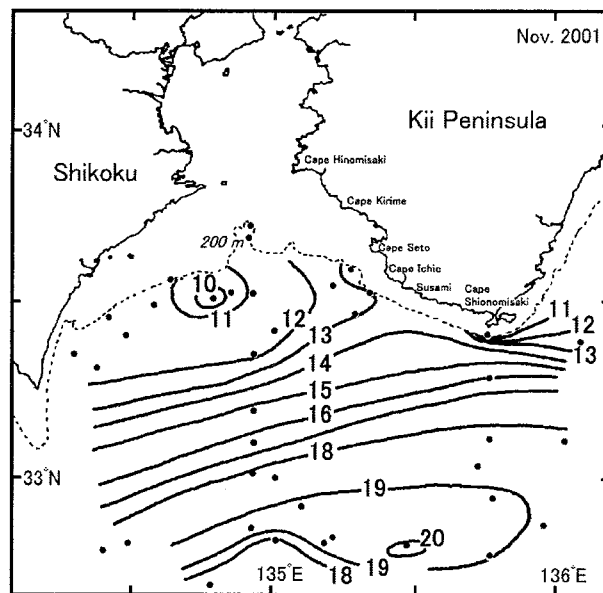 Nov. 2001
34°N
Kii Peninsula
Shikoku
Cape Hinomisaki
Cape Kirime
200 m
Cape Seto
Cape Ichie
Susami
Cape
Shionomisaki
10
11
11
12
12
13
13
14
15
16
18
33°N
19
20
135°E
18
19
136°E